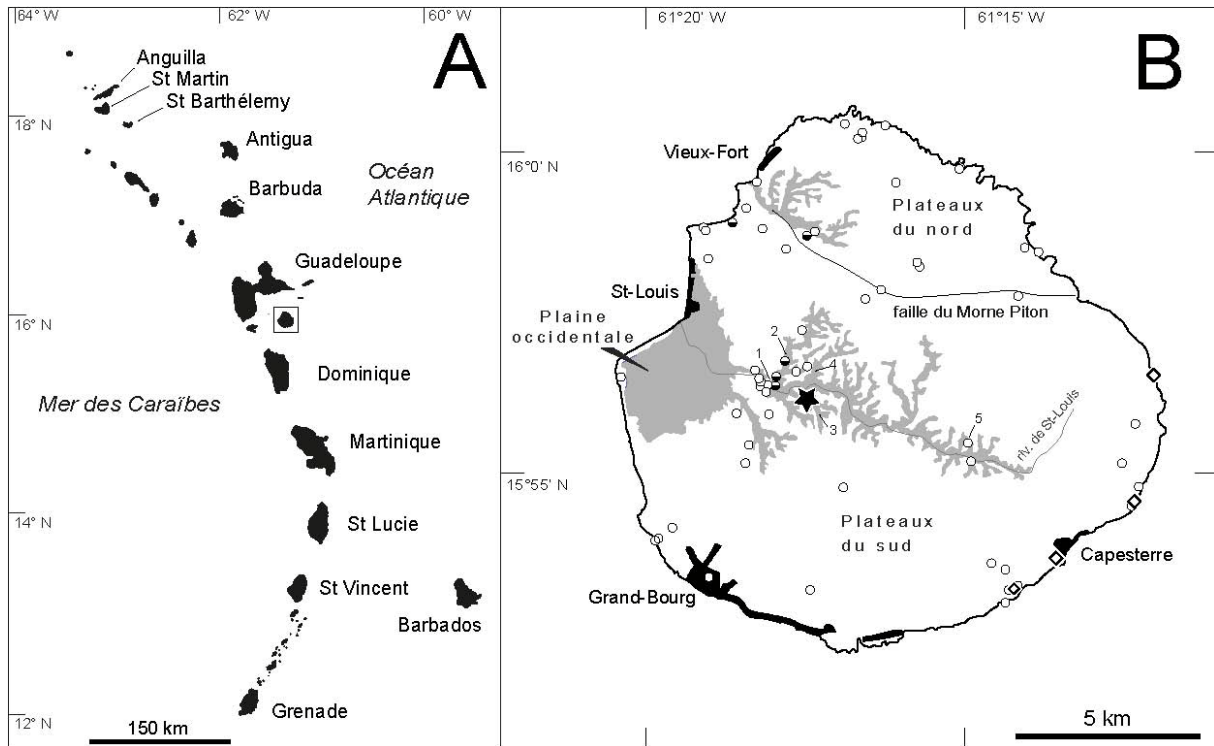 64° W
62° W
60° W
A
Anguilla
St Martin
St Barthélemy
18° N
Antigua
Barbuda
Océan
Atlantique
Guadeloupe
16° N
Dominique
Mer des Caraïbes
Martinique
14° N
St Lucie
St Vincent
Barbados
12° N
Grenade
150 km
61°20' W
61°15' W
B
16°0' N
Vieux-Fort
Plateaux
du nord
St-Louis
faille du Morne Piton
Plaine
occidentale
1
2
4
3
5
riv. de St-Louis
15°55' N
Plateaux
du sud
Capesterre
Grand-Bourg
5 km